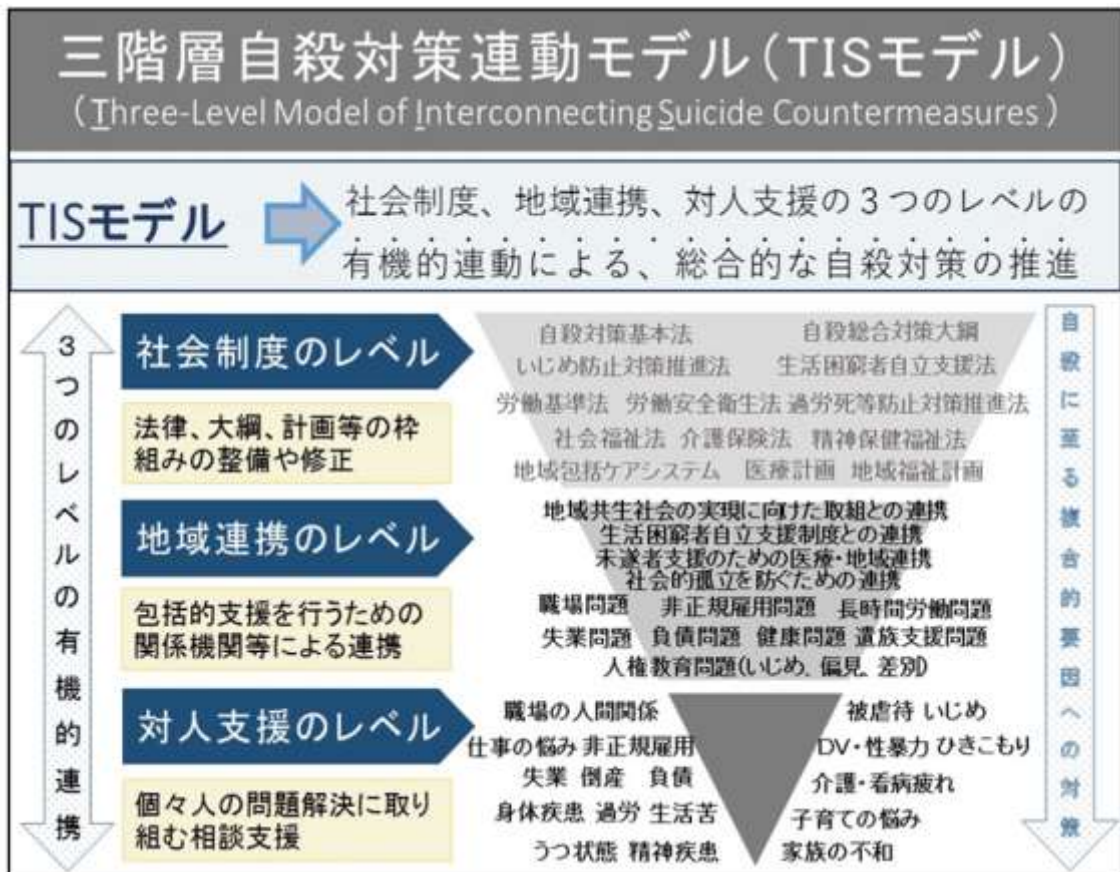 三階層自殺対策連動モデル(TISモデル)
(Three-Level Model of Interconnecting Suicide Countermeasures)
TISモデル
社会制度、地域連携、対人支援の3つのレベルの
有機的連動による、総合的な自殺対策の推進
3つのレベルの有機的連携
社会制度のレベル
法律、大綱、計画等の枠
組みの整備や修正
自殺対策基本法 自殺総合対策大綱
いじめ防止対策推進法 生活困窮者自立支援法
労働基準法 労働安全衛生法 過労死等防止対策推進法
社会福祉法 介護保険法 精神保健福祉法
地域包括ケアシステム 医療計画 地域福祉計画
地域連携のレベル
包括的支援を行うための
関係機関等による連携
地域共生社会の実現に向けた取組との連携
生活困窮者自立支援制度との連携
未遂者支援のための医療・地域連携
社会的孤立を防ぐための連携
職場問題 非正規雇用問題 長時間労働問題
失業問題 負債問題 健康問題 遺族支援問題
人権教育問題(いじめ、偏見、差別)
対人支援のレベル
個々人の問題解決に取り
組む相談支援
職場の人間関係 被虐待 いじめ
仕事の悩み 非正規雇用 DV・性暴力 ひきこもり
失業 倒産 負債 介護・看病疲れ
身体疾患 過労 生活苦 子育ての悩み
うつ状態 精神疾患 家族の不和
自殺に至る複合的要因への対策